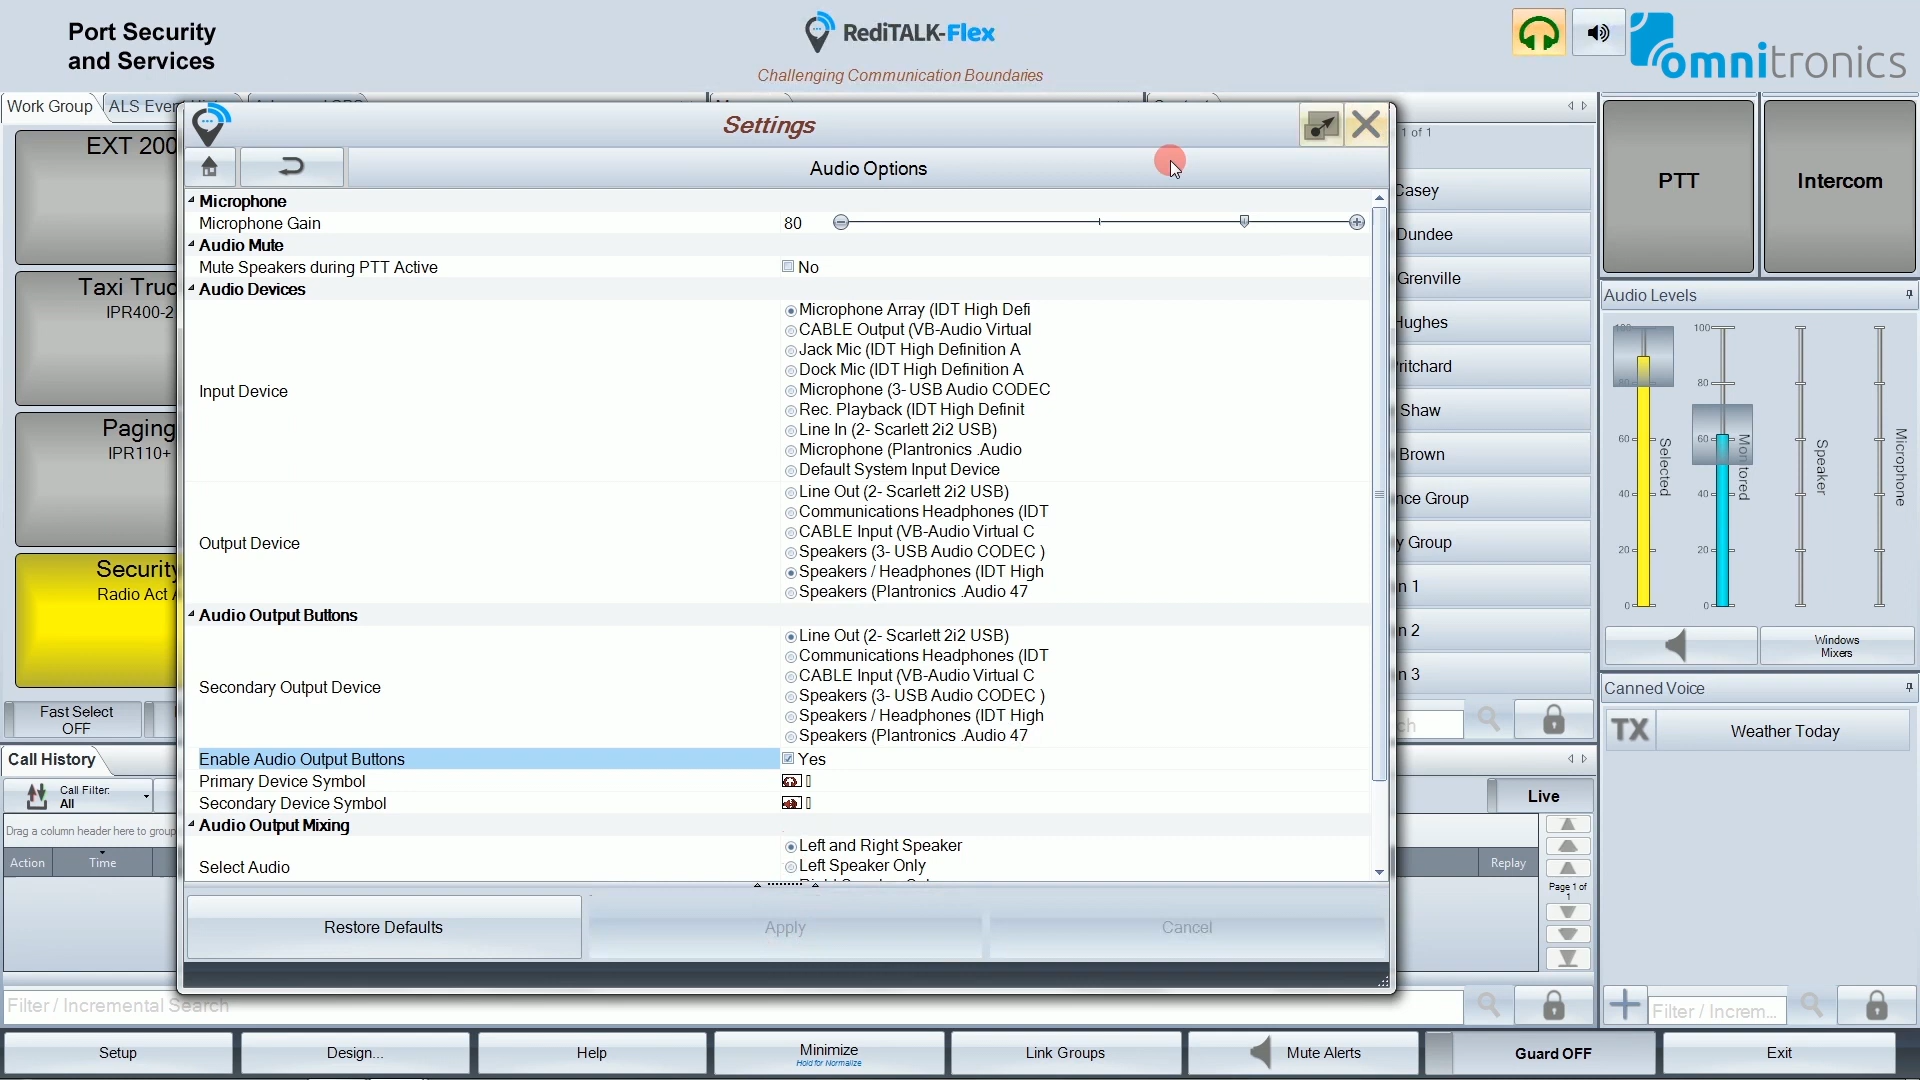 Port Security
and Services
RediTALK-Flex
Challenging Communication Boundaries
omnitronics
Work Group
ALS Event
EXT 200
Taxi Truc
IPR400-2
Paging
IPR110+
Security
Radio Act
Fast Select
OFF
Settings
Audio Options
Microphone
Microphone Gain
80
Audio Mute
Mute Speakers during PTT Active
No
Audio Devices
Input Device
Microphone Array (IDT High Defi
CABLE Output (VB-Audio Virtual
Jack Mic (IDT High Definition A
Dock Mic (IDT High Definition A
Microphone (3- USB Audio CODEC
Rec. Playback (IDT High Definit
Line In (2- Scarlett 2i2 USB)
Microphone (Plantronics .Audio
Default System Input Device
Output Device
Line Out (2- Scarlett 2i2 USB)
Communications Headphones (IDT
CABLE Input (VB-Audio Virtual C
Speakers (3- USB Audio CODEC )
Speakers / Headphones (IDT High
Speakers (Plantronics .Audio 47
Audio Output Buttons
Secondary Output Device
Line Out (2- Scarlett 2i2 USB)
Communications Headphones (IDT
CABLE Input (VB-Audio Virtual C
Speakers (3- USB Audio CODEC )
Speakers / Headphones (IDT High
Speakers (Plantronics .Audio 47
Enable Audio Output Buttons
Yes
Primary Device Symbol
Secondary Device Symbol
Audio Output Mixing
Select Audio
Left and Right Speaker
Left Speaker Only
Restore Defaults
Apply
Cancel
1 of 1
Casey
Dundee
Grenville
Hughes
Pritchard
Shaw
Brown
nce Group
y Group
n 1
n 2
n 3
ch
PTT
Intercom
Audio Levels
100
80
60
40
20
0
Selected
100
80
60
40
20
0
Monitored
Speaker
Microphone
Windows
Mixers
Canned Voice
TX
Weather Today
Filter / Increm...
Call History
Call Filter:
All
Drag a column header here to group
Action
Time
Live
Replay
Page 1 of
1
Filter / Incremental Search
Setup
Design...
Help
Minimize
Hold for Normalize
Link Groups
Mute Alerts
Guard OFF
Exit